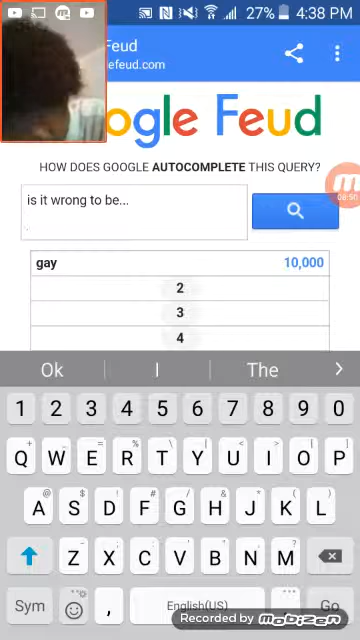 27% 4:38 PM
Feud
efeud.com
ogle Feud
HOW DOES GOOGLE AUTOCOMPLETE THIS QUERY?
is it wrong to be...
08:50
gay 10,000
2
3
4
Ok I The
1 2 3 4 5 6 7 8 9 0
+ × ÷ = % \ | < > [ ]
Q W E R T Y U I O P
@ $ ! # / & * ( )
A S D F G H J K L
Z X C V B N M
Sym , English(US) . Go
Recorded by MOBIZEN